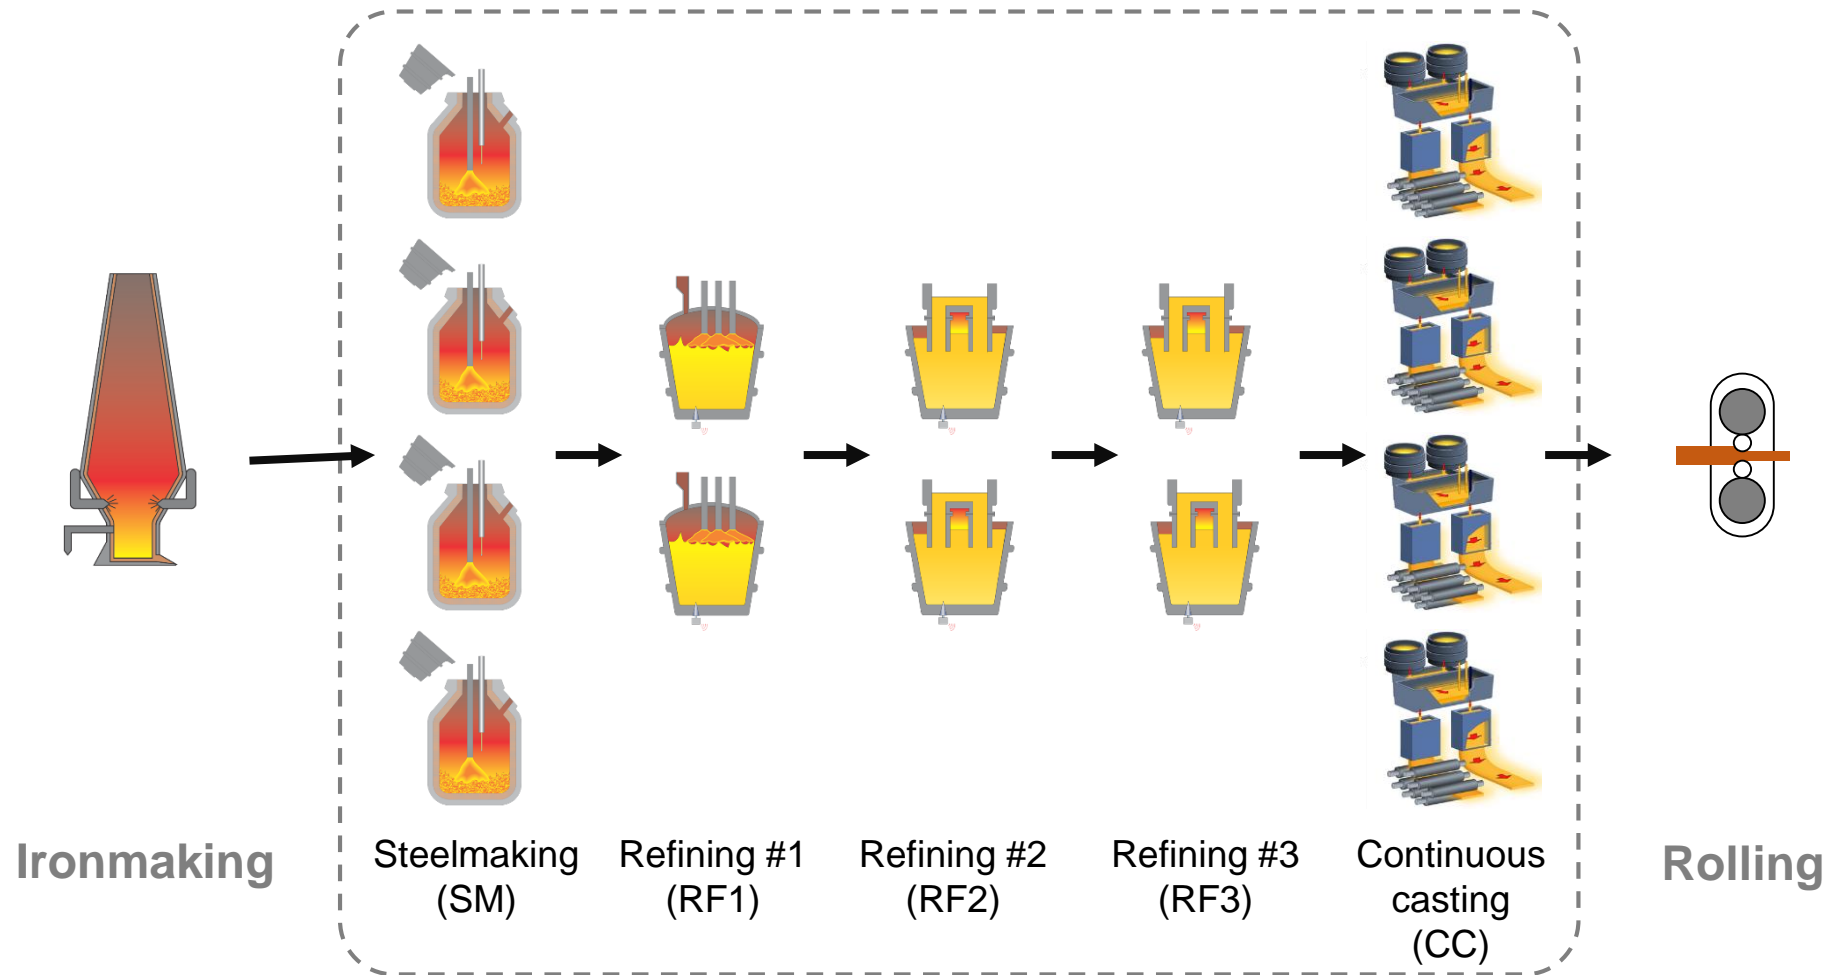 Ironmaking
Steelmaking
(SM)
Refining #1
(RF1)
Refining #2
(RF2)
Refining #3
(RF3)
Continuous
casting
(CC)
Rolling